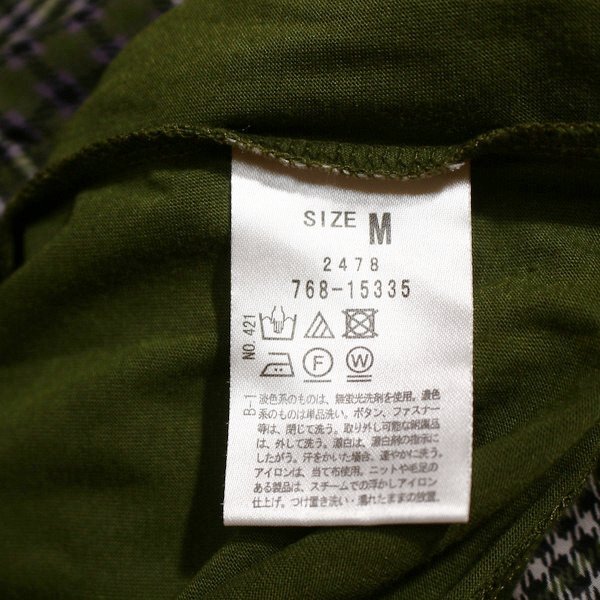 SIZE M
2478
768-15335
NO. 421
F W
B-1
淡色系のものは、無蛍光洗剤を使用。濃色
系のものは単品洗い。ボタン、ファスナー
等は、閉じて洗う。取り外し可能な附属品
は、外して洗う。漂白は、漂白剤の指示に
したがう。汗をかいた場合、速やかに洗う。
アイロンは、当て布使用。ニットや毛足の
ある製品は、スチームでの浮かしアイロン
仕上げ。つけ置き洗い・濡れたままの放置。